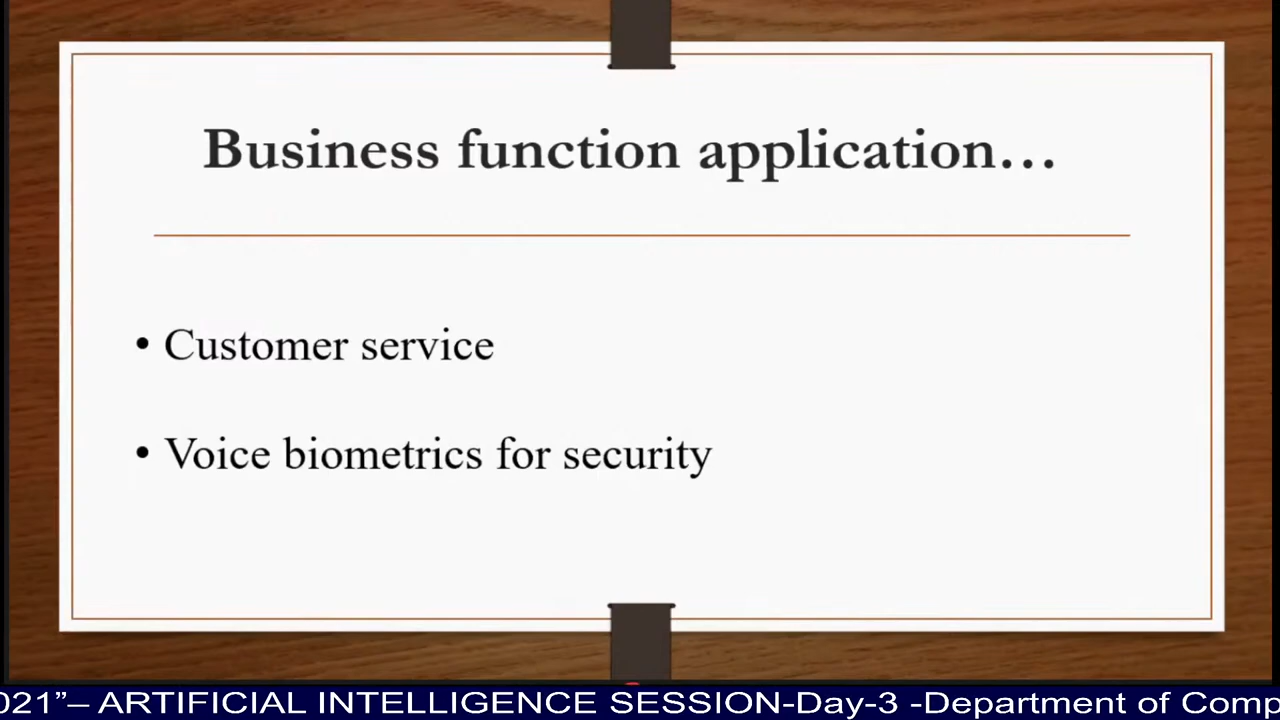 Business function application…
• Customer service
• Voice biometrics for security
021”– ARTIFICIAL INTELLIGENCE SESSION-Day-3 -Department of Comp